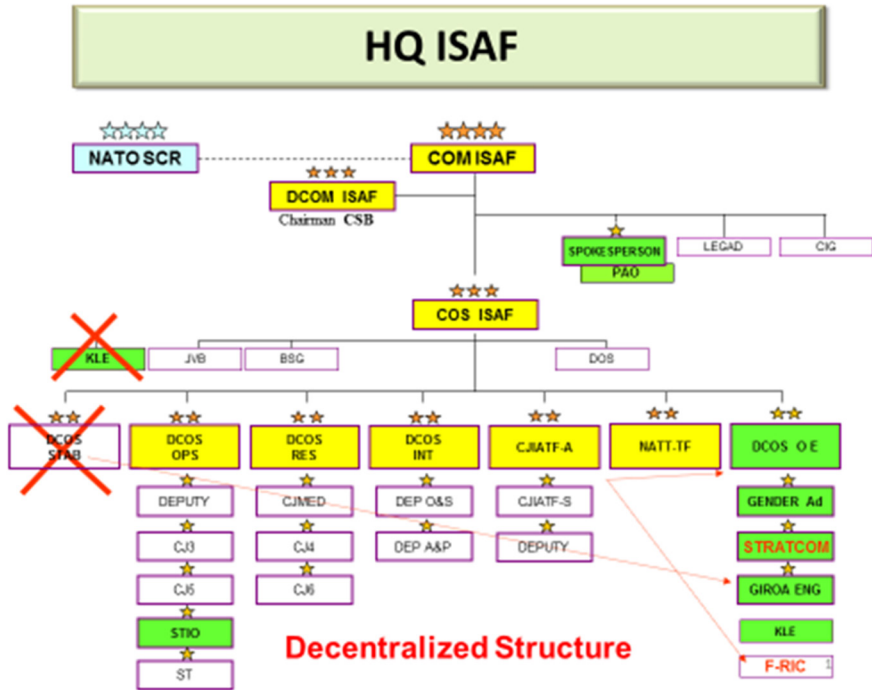 HQ ISAF
NATO SCR
COM ISAF
DCOM ISAF
Chairman CSB
SPOKESPERSON
PAO
LEGAD
CIG
COS ISAF
KLE
JVB
BSG
DOS
DCOS
STAB
DCOS
OPS
DCOS
RES
DCOS
INT
CJIATF-A
NATT-TF
DCOS O E
DEPUTY
CJMED
DEP O&S
CJIATF-S
GENDER Ad
CJ3
CJ4
DEP A&P
DEPUTY
STRATCOM
CJ5
CJ6
GIROA ENG
STIO
KLE
Decentralized Structure
ST
F-RIC 1